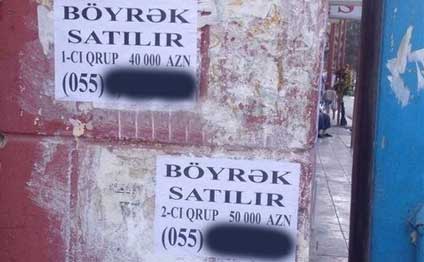 BÖYRƏK
SATILIR
1-CI QRUP 40 000 AZN
(055)
BÖYRƏK
SATILIR
2-CI QRUP 50 000 AZN
(055)